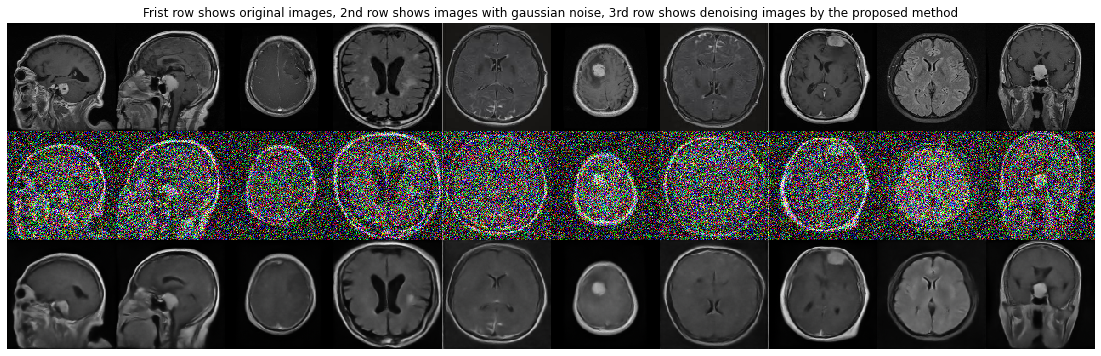 Frist row shows original images, 2nd row shows images with gaussian noise, 3rd row shows denoising images by the proposed method